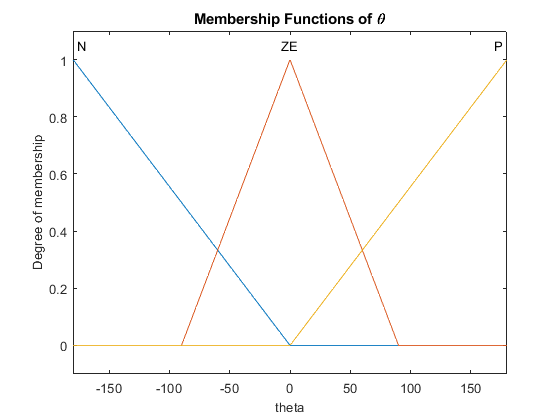 Membership Functions of θ
N ZE P
1
0.8
0.6
0.4
0.2
0
Degree of membership
-150 -100 -50 0 50 100 150
theta